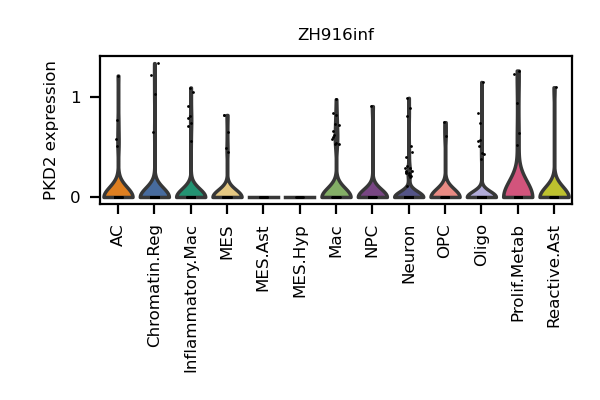 ZH916inf
PKD2 expression
1
0
AC
Chromatin.Reg
Inflammatory.Mac
MES
MES.Ast
MES.Hyp
Mac
NPC
Neuron
OPC
Oligo
Prolif.Metab
Reactive.Ast